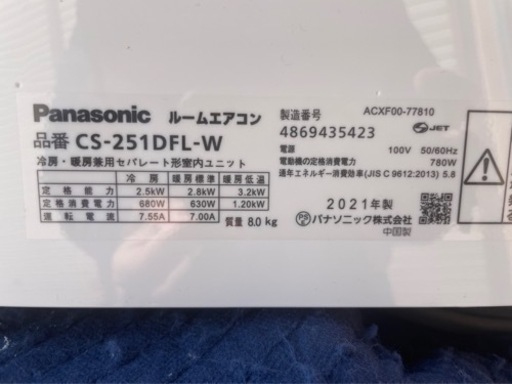 Panasonic ルームエアコン
品番 CS-251DFL-W
冷房・暖房兼用セパレート形室内ユニット
冷房 暖房標準 暖房低温
定格能力 2.5kW 2.8kW 3.2kW
定格消費電力 680W 630W 1.20kW
運転電流 7.55A 7.00A
質量 8.0kg
製造番号 ACXF00-77810
4869435423 JET
電源 100V 50/60Hz
電動機の定格消費電力 780W
通年エネルギー消費効率(JIS C 9612:2013) 5.8
2021年製
PS E パナソニック株式会社
中国製